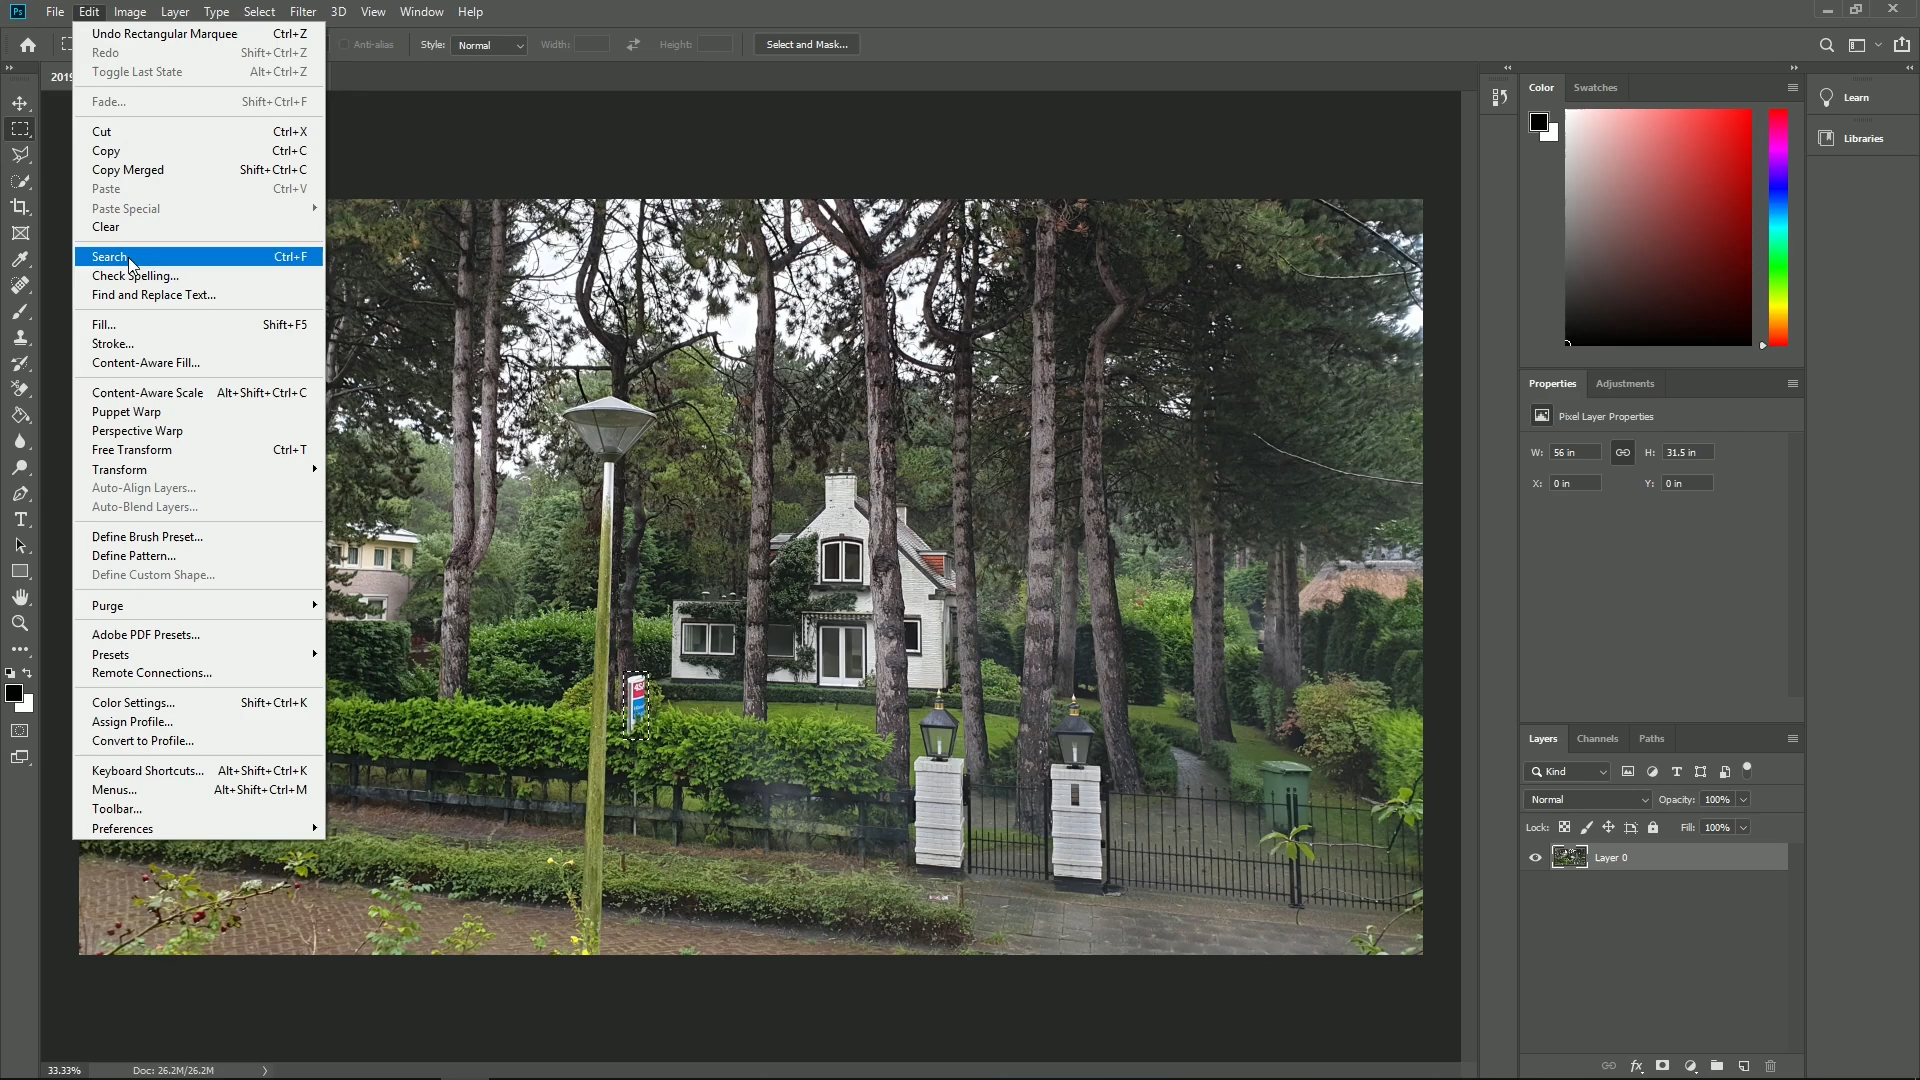 Ps File Edit Image Layer Type Select Filter 3D View Window Help
Anti-alias Style: Normal Width: Height: Select and Mask...
2019
Undo Rectangular Marquee Ctrl+Z
Redo Shift+Ctrl+Z
Toggle Last State Alt+Ctrl+Z
Fade... Shift+Ctrl+F
Cut Ctrl+X
Copy Ctrl+C
Copy Merged Shift+Ctrl+C
Paste Ctrl+V
Paste Special
Clear
Search Ctrl+F
Check Spelling...
Find and Replace Text...
Fill... Shift+F5
Stroke...
Content-Aware Fill...
Content-Aware Scale Alt+Shift+Ctrl+C
Puppet Warp
Perspective Warp
Free Transform Ctrl+T
Transform
Auto-Align Layers...
Auto-Blend Layers...
Define Brush Preset...
Define Pattern...
Define Custom Shape...
Purge
Adobe PDF Presets...
Presets
Remote Connections...
Color Settings... Shift+Ctrl+K
Assign Profile...
Convert to Profile...
Keyboard Shortcuts... Alt+Shift+Ctrl+K
Menus... Alt+Shift+Ctrl+M
Toolbar...
Preferences
33.33% Doc: 26.2M/26.2M
Color Swatches
Learn
Libraries
Properties Adjustments
Pixel Layer Properties
W: 56 in H: 31.5 in
X: 0 in Y: 0 in
Layers Channels Paths
Kind
Normal Opacity: 100%
Lock: Fill: 100%
Layer 0
fx